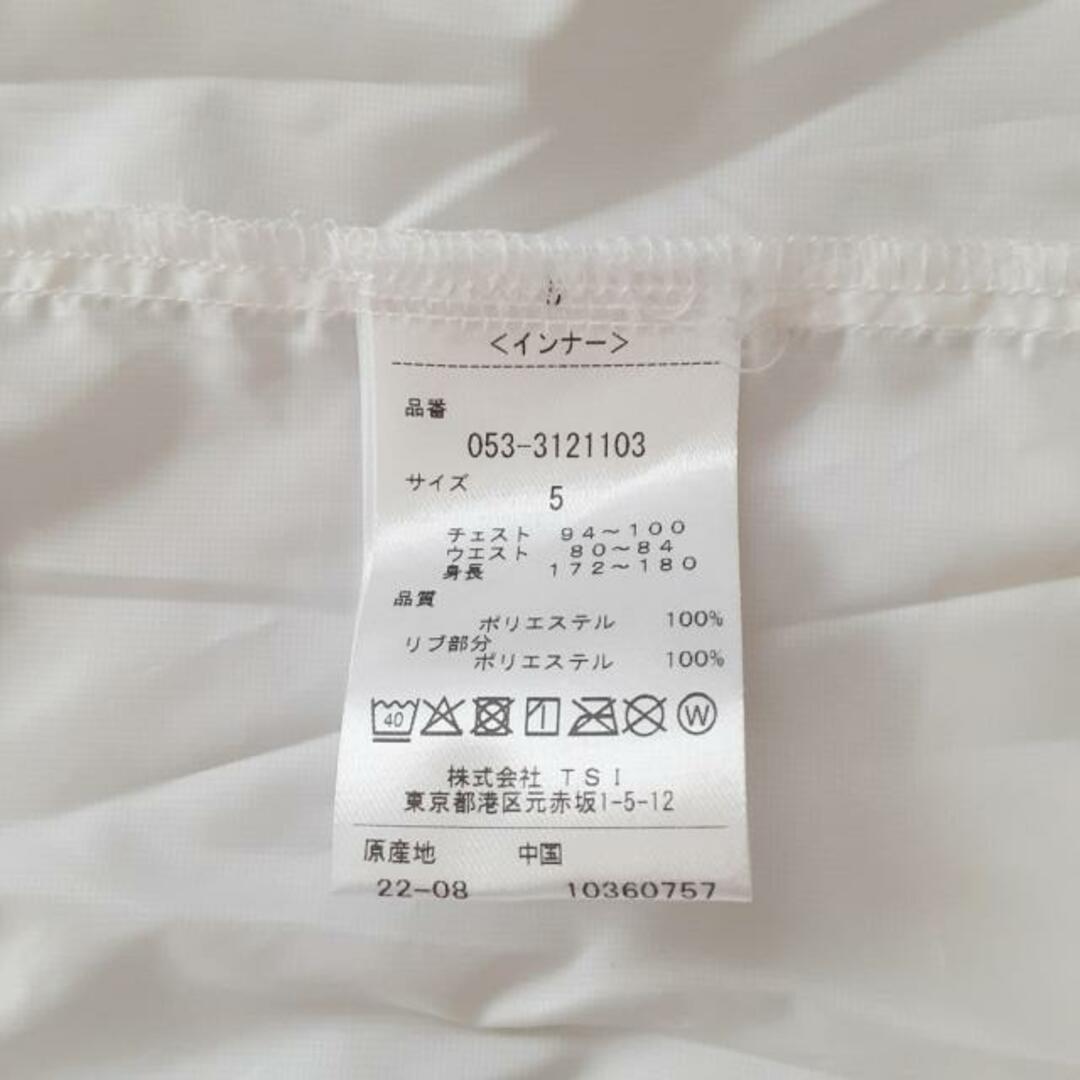 <インナー>
品番
053-3121103
サイズ
5
チェスト 94~100
ウエスト 80~84
身長 172~180
品質
ポリエステル 100%
リブ部分
ポリエステル 100%
40 W
株式会社 TSI
東京都港区元赤坂1-5-12
原産地 中国
22-08 10360757